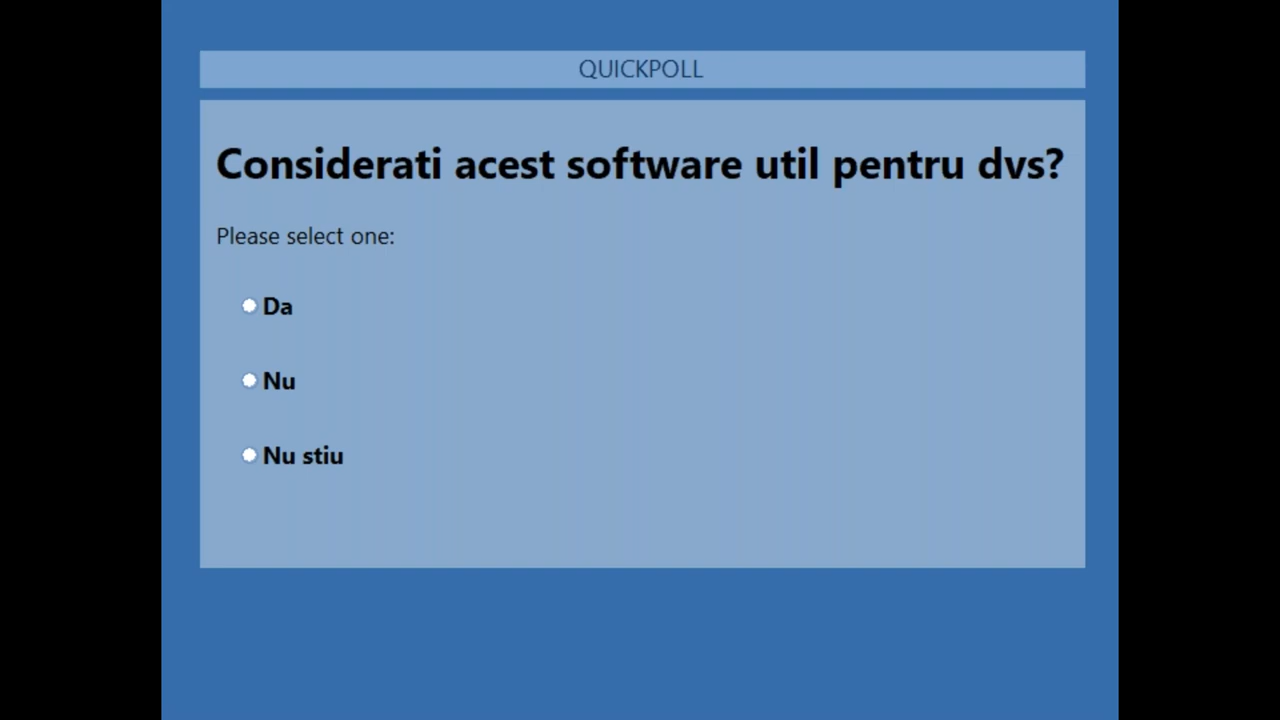 QUICKPOLL
Considerati acest software util pentru dvs?
Please select one:
Da
Nu
Nu stiu